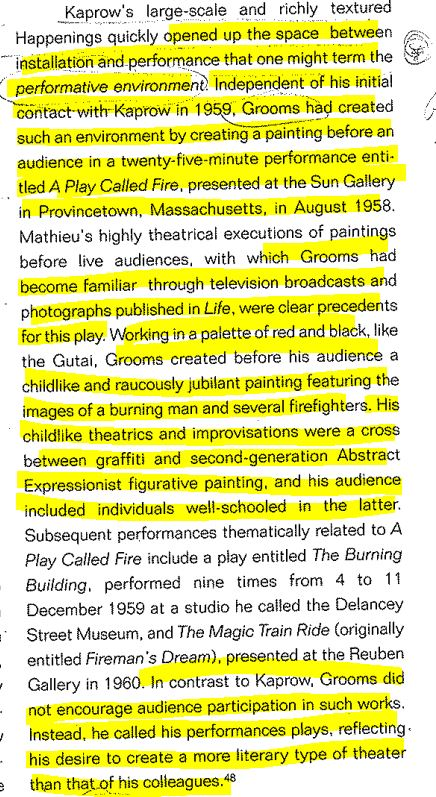 Kaprow's large-scale and richly textured
Happenings quickly opened up the space between
installation and performance that one might term the
performative environment. Independent of his initial
contact with Kaprow in 1959, Grooms had created
such an environment by creating a painting before an
audience in a twenty-five-minute performance enti-
tled A Play Called Fire, presented at the Sun Gallery
in Provincetown, Massachusetts, in August 1958.
Mathieu's highly theatrical executions of paintings
before live audiences, with which Grooms had
become familiar through television broadcasts and
photographs published in Life, were clear precedents
for this play. Working in a palette of red and black, like
the Gutai, Grooms created before his audience a
childlike and raucously jubilant painting featuring the
images of a burning man and several firefighters. His
childlike theatrics and improvisations were a cross
between graffiti and second-generation Abstract
Expressionist figurative painting, and his audience
included individuals well-schooled in the latter.
Subsequent performances thematically related to A
Play Called Fire include a play entitled The Burning
Building, performed nine times from 4 to 11
December 1959 at a studio he called the Delancey
Street Museum, and The Magic Train Ride (originally
entitled Fireman's Dream), presented at the Reuben
Gallery in 1960. In contrast to Kaprow, Grooms did
not encourage audience participation in such works.
Instead, he called his performances plays, reflecting
his desire to create a more literary type of theater
than that of his colleagues.48